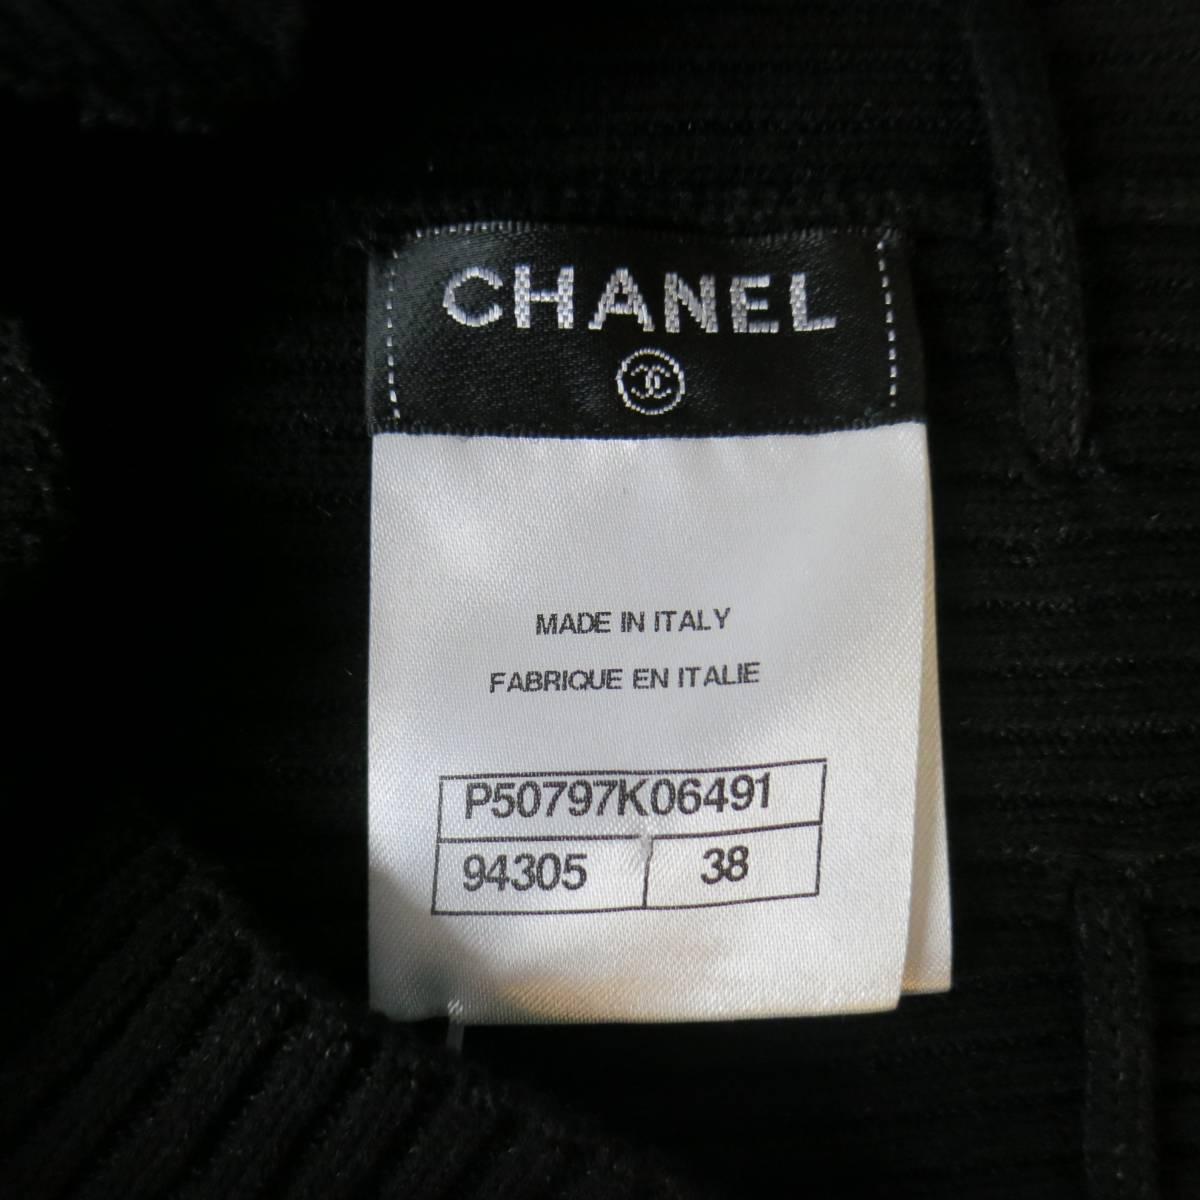 CHANEL
MADE IN ITALY
FABRIQUE EN ITALIE
P50797K06491
94305 38